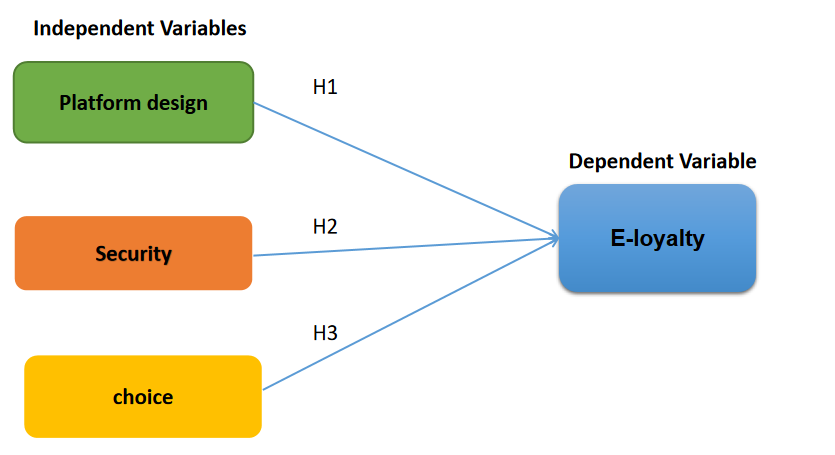 Independent Variables
Platform design
H1
Dependent Variable
Security
H2
E-loyalty
H3
choice